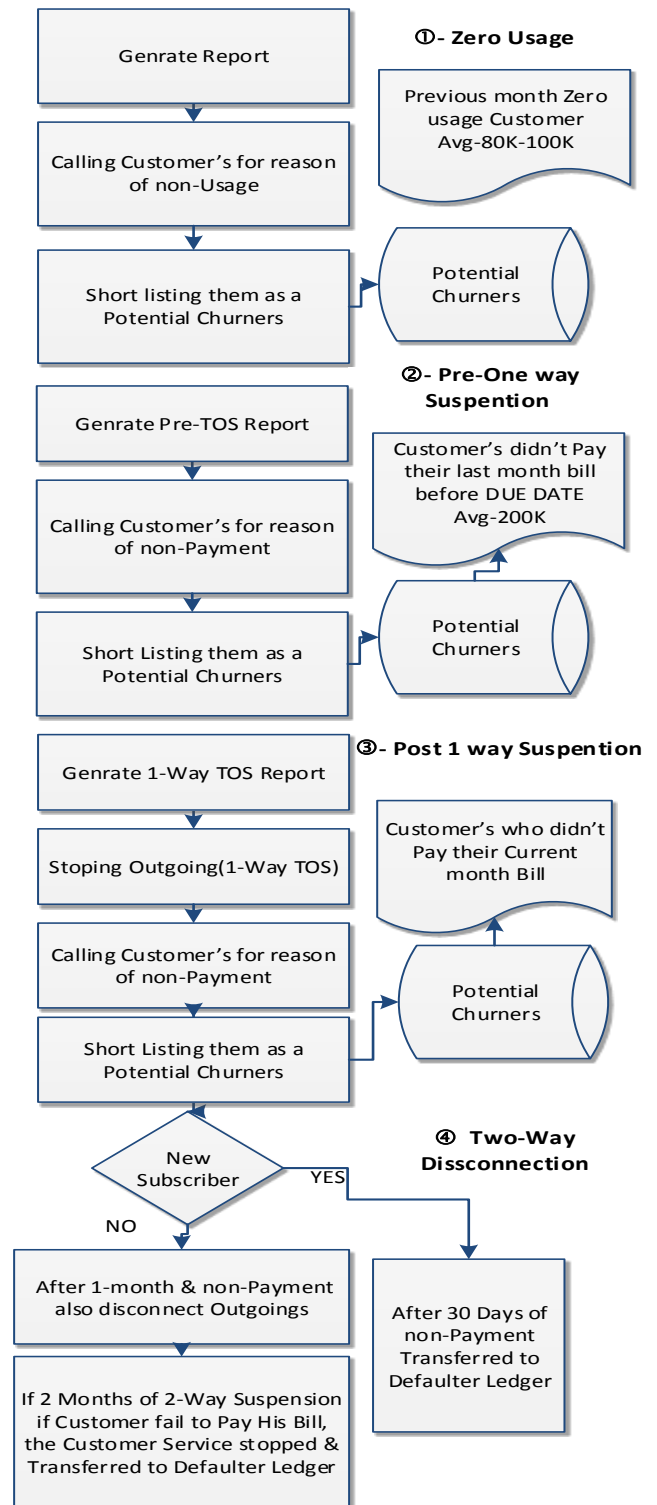 ①- Zero Usage
Genrate Report
Previous month Zero
usage Customer
Avg-80K-100K
Calling Customer's for reason
of non-Usage
Short listing them as a
Potential Churners
Potential
Churners
②- Pre-One way
Suspention
Genrate Pre-TOS Report
Customer's didn't Pay
their last month bill
before DUE DATE
Avg-200K
Calling Customer's for reason
of non-Payment
Short Listing them as a
Potential Churners
Potential
Churners
③- Post 1 way Suspention
Genrate 1-Way TOS Report
Customer's who didn't
Pay their Current
month Bill
Stoping Outgoing(1-Way TOS)
Calling Customer's for reason
of non-Payment
Potential
Churners
Short Listing them as a
Potential Churners
④ Two-Way
Dissconnection
New
Subscriber
YES
NO
After 1-month & non-Payment
also disconnect Outgoings
After 30 Days of
non-Payment
Transferred to
Defaulter Ledger
If 2 Months of 2-Way Suspension
if Customer fail to Pay His Bill,
the Customer Service stopped &
Transferred to Defaulter Ledger